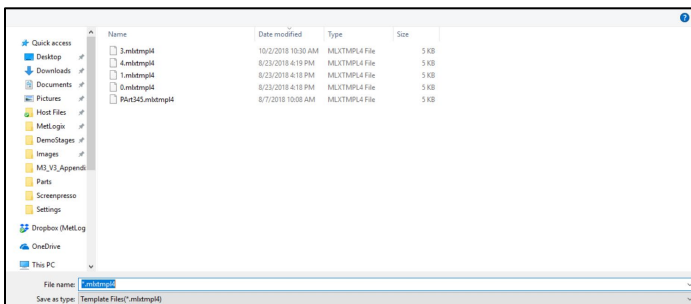 ?
Name Date modified Type Size
Quick access
Desktop
Downloads
Documents
Pictures
Host Files
MetLogix
DemoStages
Images
M3_V3_Appendi
Parts
Screenpresso
Settings
Dropbox (MetLog
OneDrive
This PC
3.mlxtmpl4 10/2/2018 10:30 AM MLXTMPL4 File 5 KB
4.mlxtmpl4 8/23/2018 4:19 PM MLXTMPL4 File 5 KB
1.mlxtmpl4 8/23/2018 4:18 PM MLXTMPL4 File 5 KB
0.mlxtmpl4 8/23/2018 4:18 PM MLXTMPL4 File 5 KB
PArt345.mlxtmpl4 8/7/2018 10:08 AM MLXTMPL4 File 5 KB
File name: *.mlxtmpl4
Save as type: Template Files(*.mlxtmpl4)